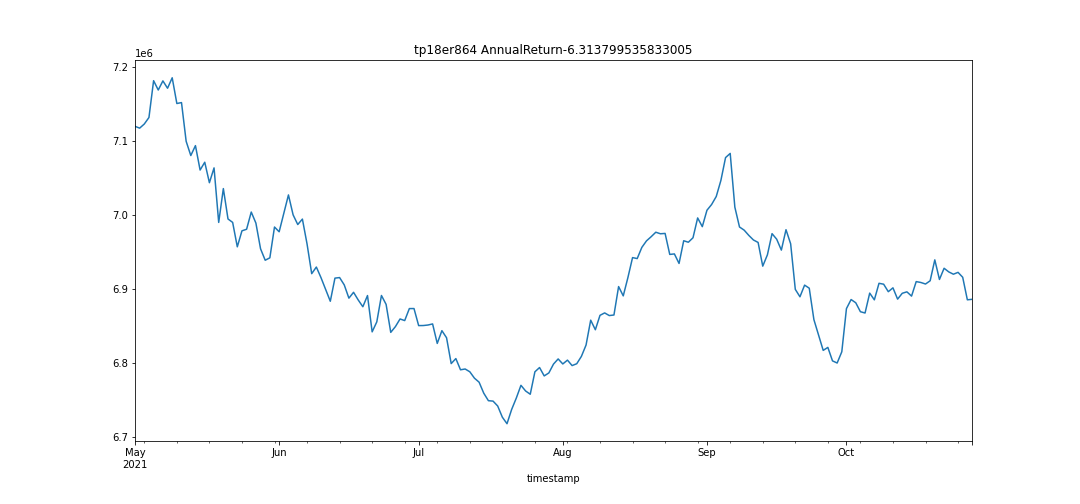 tp18er864 AnnualReturn-6.313799535833005
1e6
7.2
7.1
7.0
6.9
6.8
6.7
May Jun Jul Aug Sep Oct
2021
timestamp